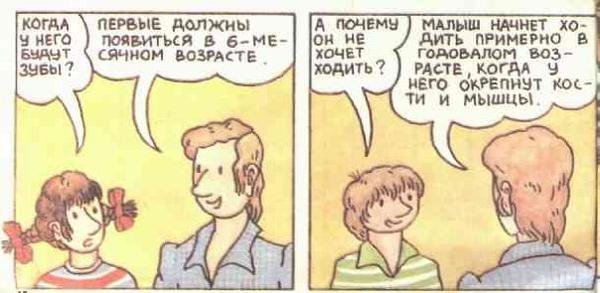 КОГДА
У НЕГО
БУДУТ
ЗУБЫ?
ПЕРВЫЕ ДОЛЖНЫ
ПОЯВИТЬСЯ В 6-МЕ-
СЯЧНОМ ВОЗРАСТЕ.
А ПОЧЕМУ
ОН НЕ
ХОЧЕТ
ХОДИТЬ?
МАЛЫШ НАЧНЕТ ХО-
ДИТЬ ПРИМЕРНО В
ГОДОВАЛОМ ВОЗ-
РАСТЕ, КОГДА У
НЕГО ОКРЕПНУТ КОС-
ТИ И МЫШЦЫ.